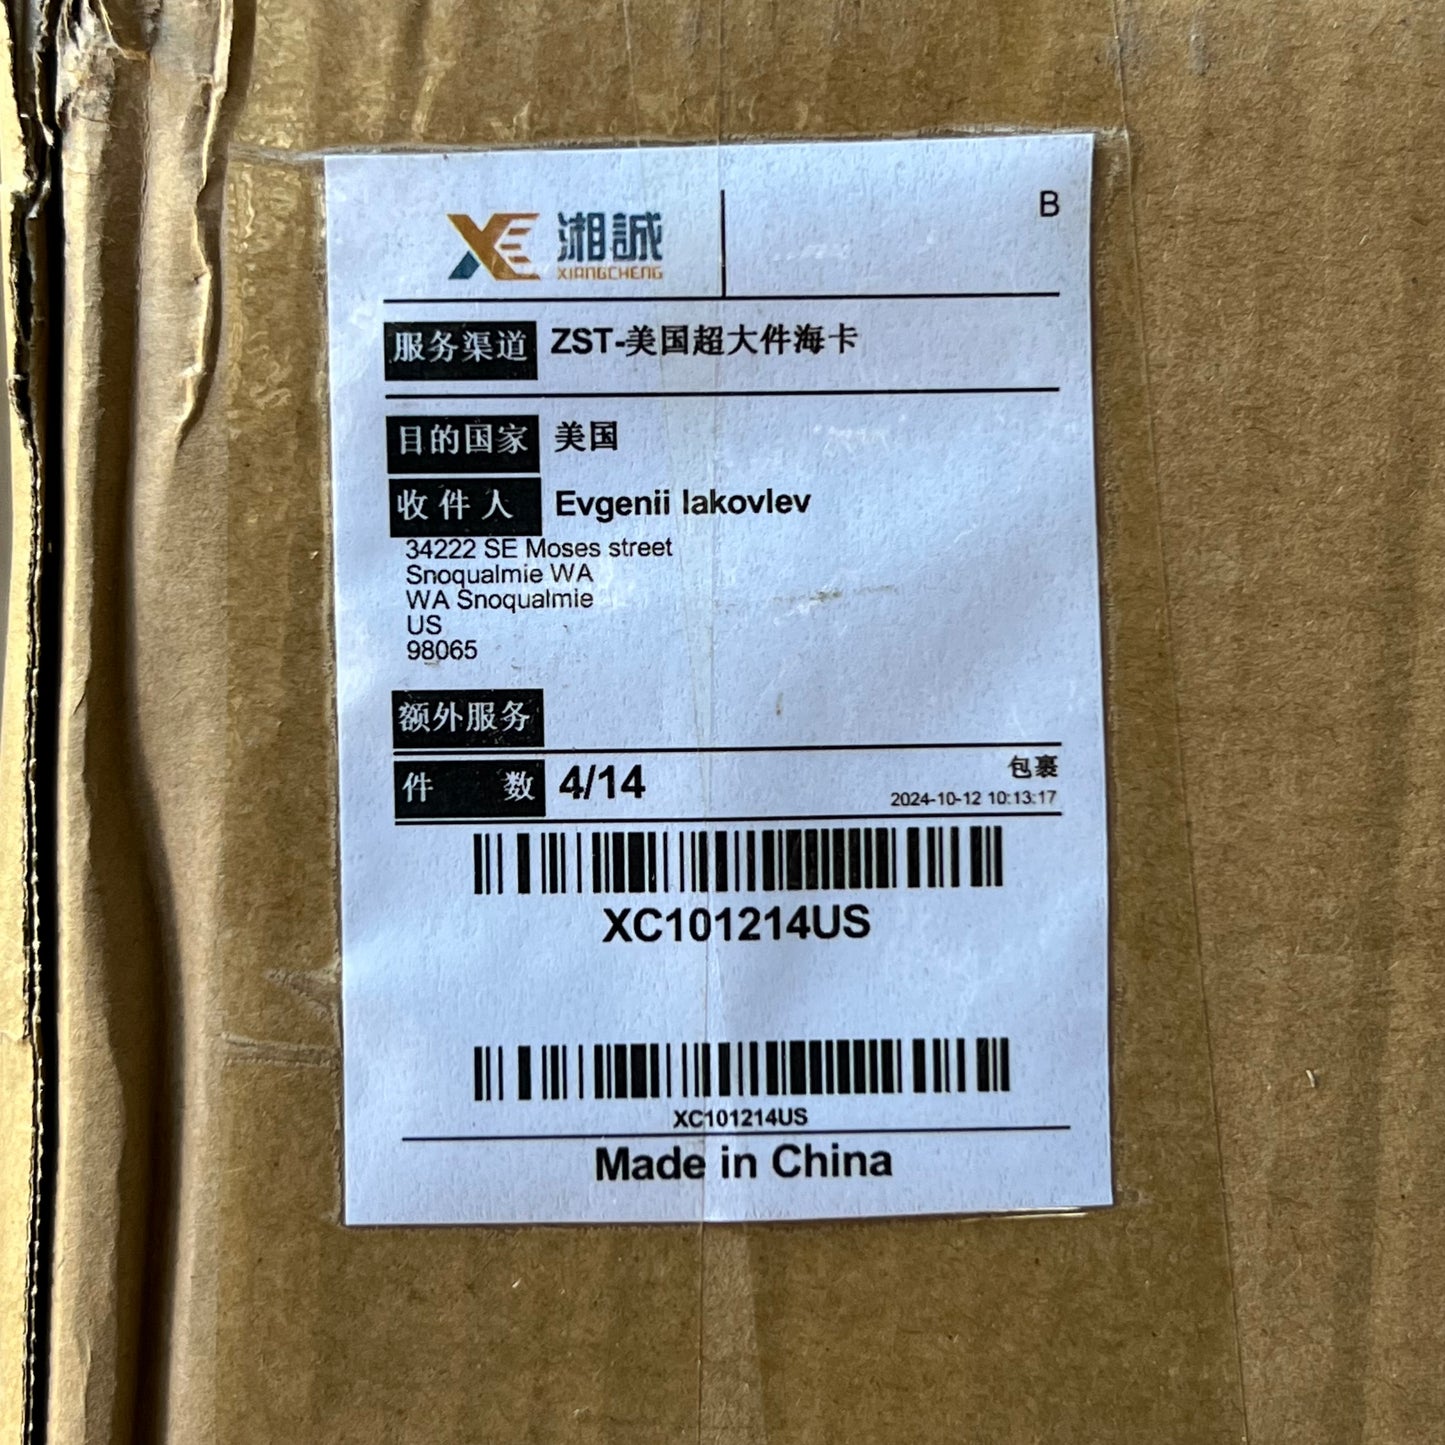 湘誠
XIANGCHENG
B
服务渠道 ZST-美国超大件海卡
目的国家 美国
收件人 Evgenii Iakovlev
34222 SE Moses street
Snoqualmie WA
WA Snoqualmie
US
98065
额外服务
件 数 4/14
包裹
2024-10-12 10:13:17
XC101214US
XC101214US
Made in China